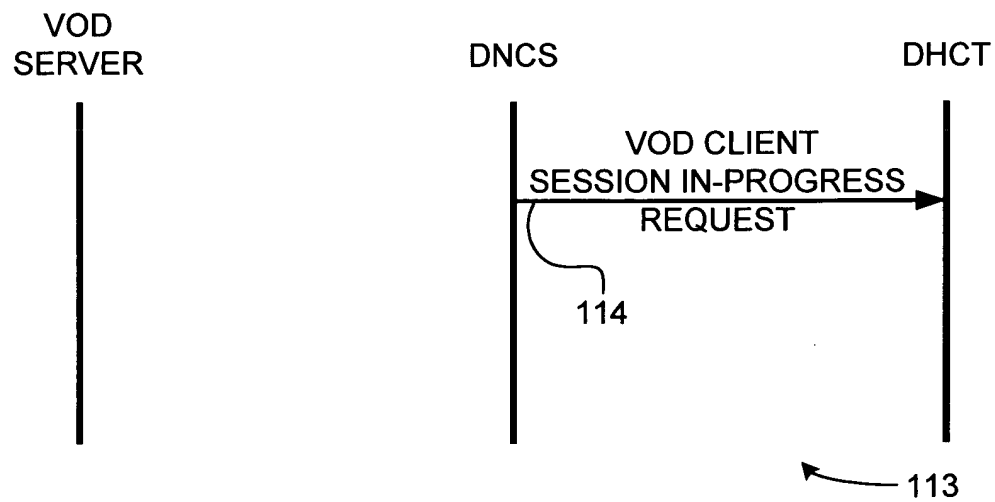 VOD
SERVER
DNCS
DHCT
VOD CLIENT
SESSION IN-PROGRESS
REQUEST
114
113